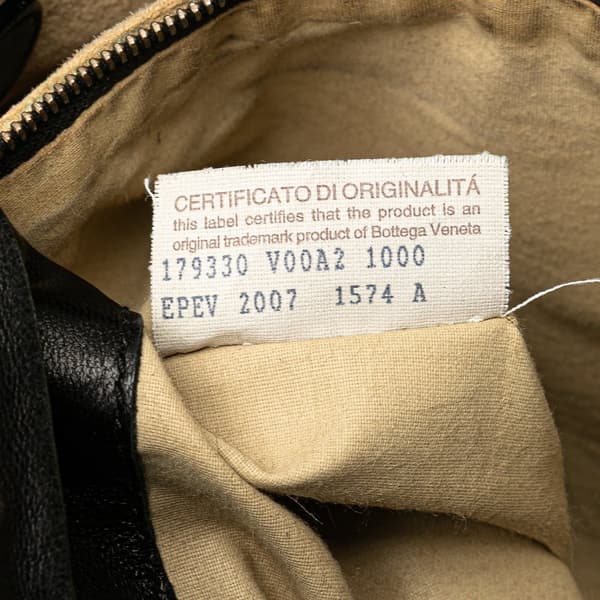 CERTIFICATO DI ORIGINALITÁ
this label certifies that the product is an
original trademark product of Bottega Veneta
179330 V00A2 1000
EPEV 2007 1574 A